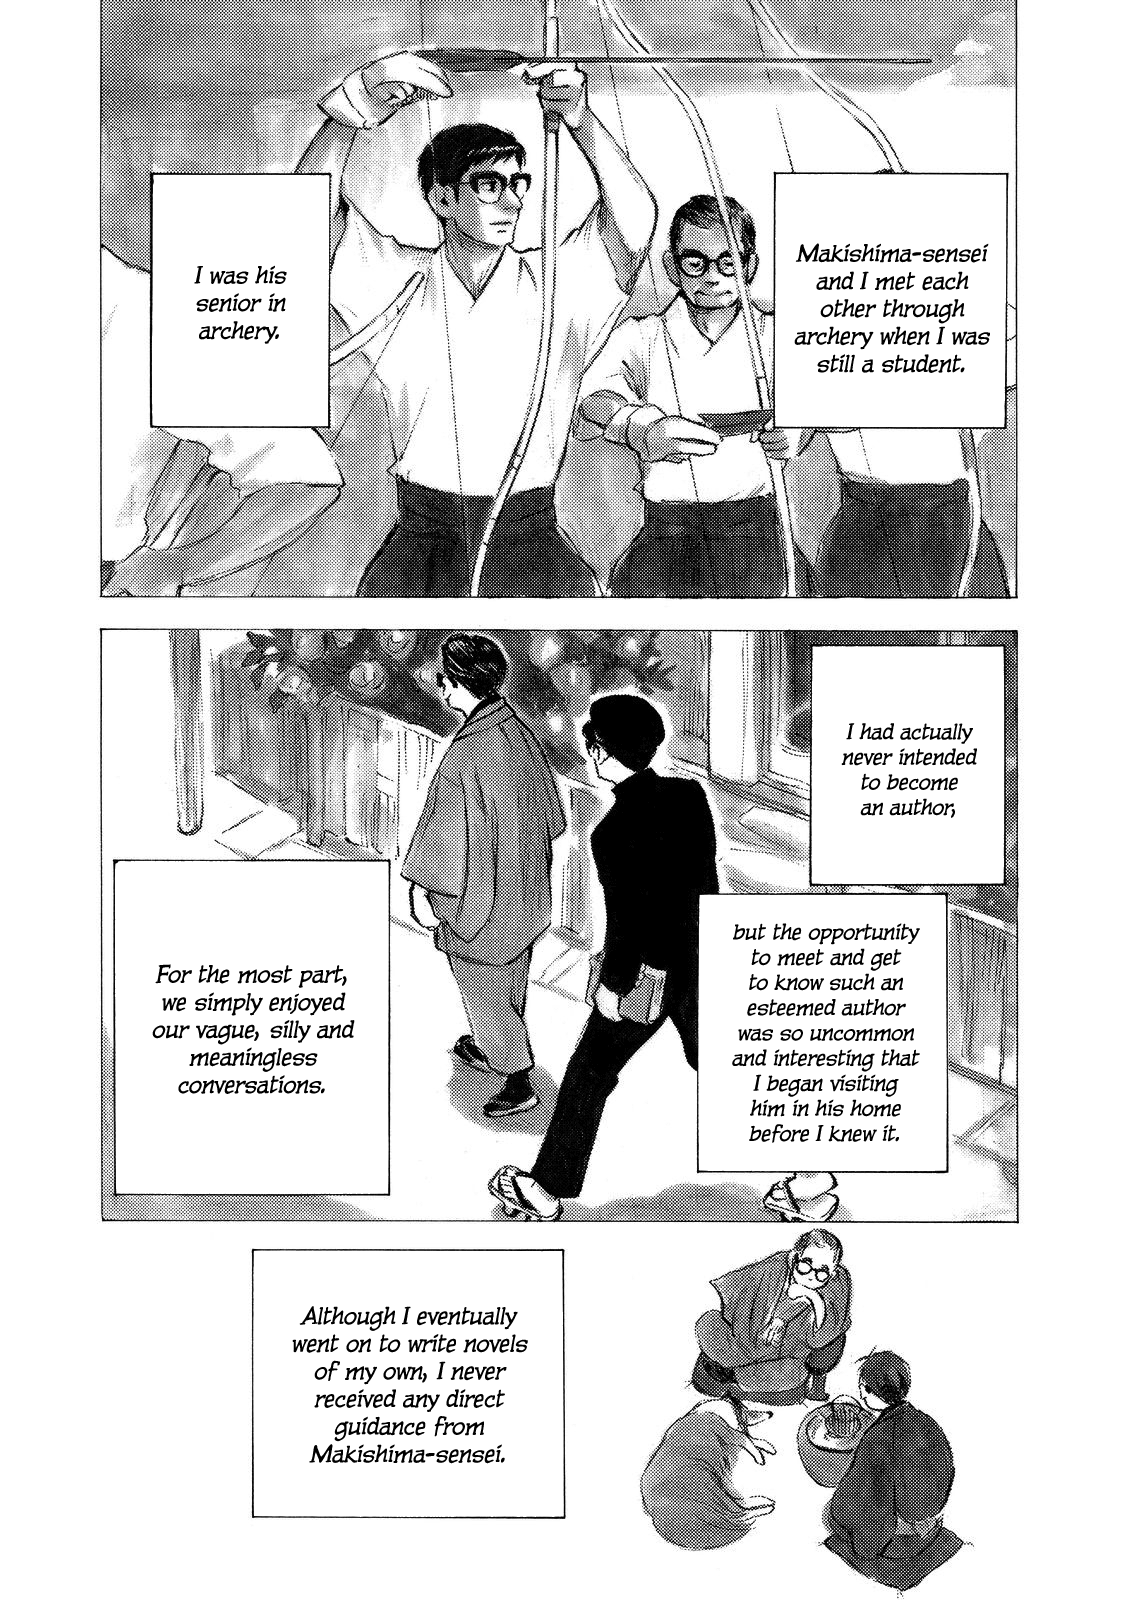 Makishima-sensei
and I met each
other through
archery when I was
still a student.
I was his
senior in
archery.
I had actually
never intended
to become
an author,
but the opportunity
to meet and get
to know such an
esteemed author
was so uncommon
and interesting that
I began visiting
him in his home
before I knew it.
For the most part,
we simply enjoyed
our vague, silly and
meaningless
conversations.
Although I eventually
went on to write novels
of my own, I never
received any direct
guidance from
Makishima-sensei.